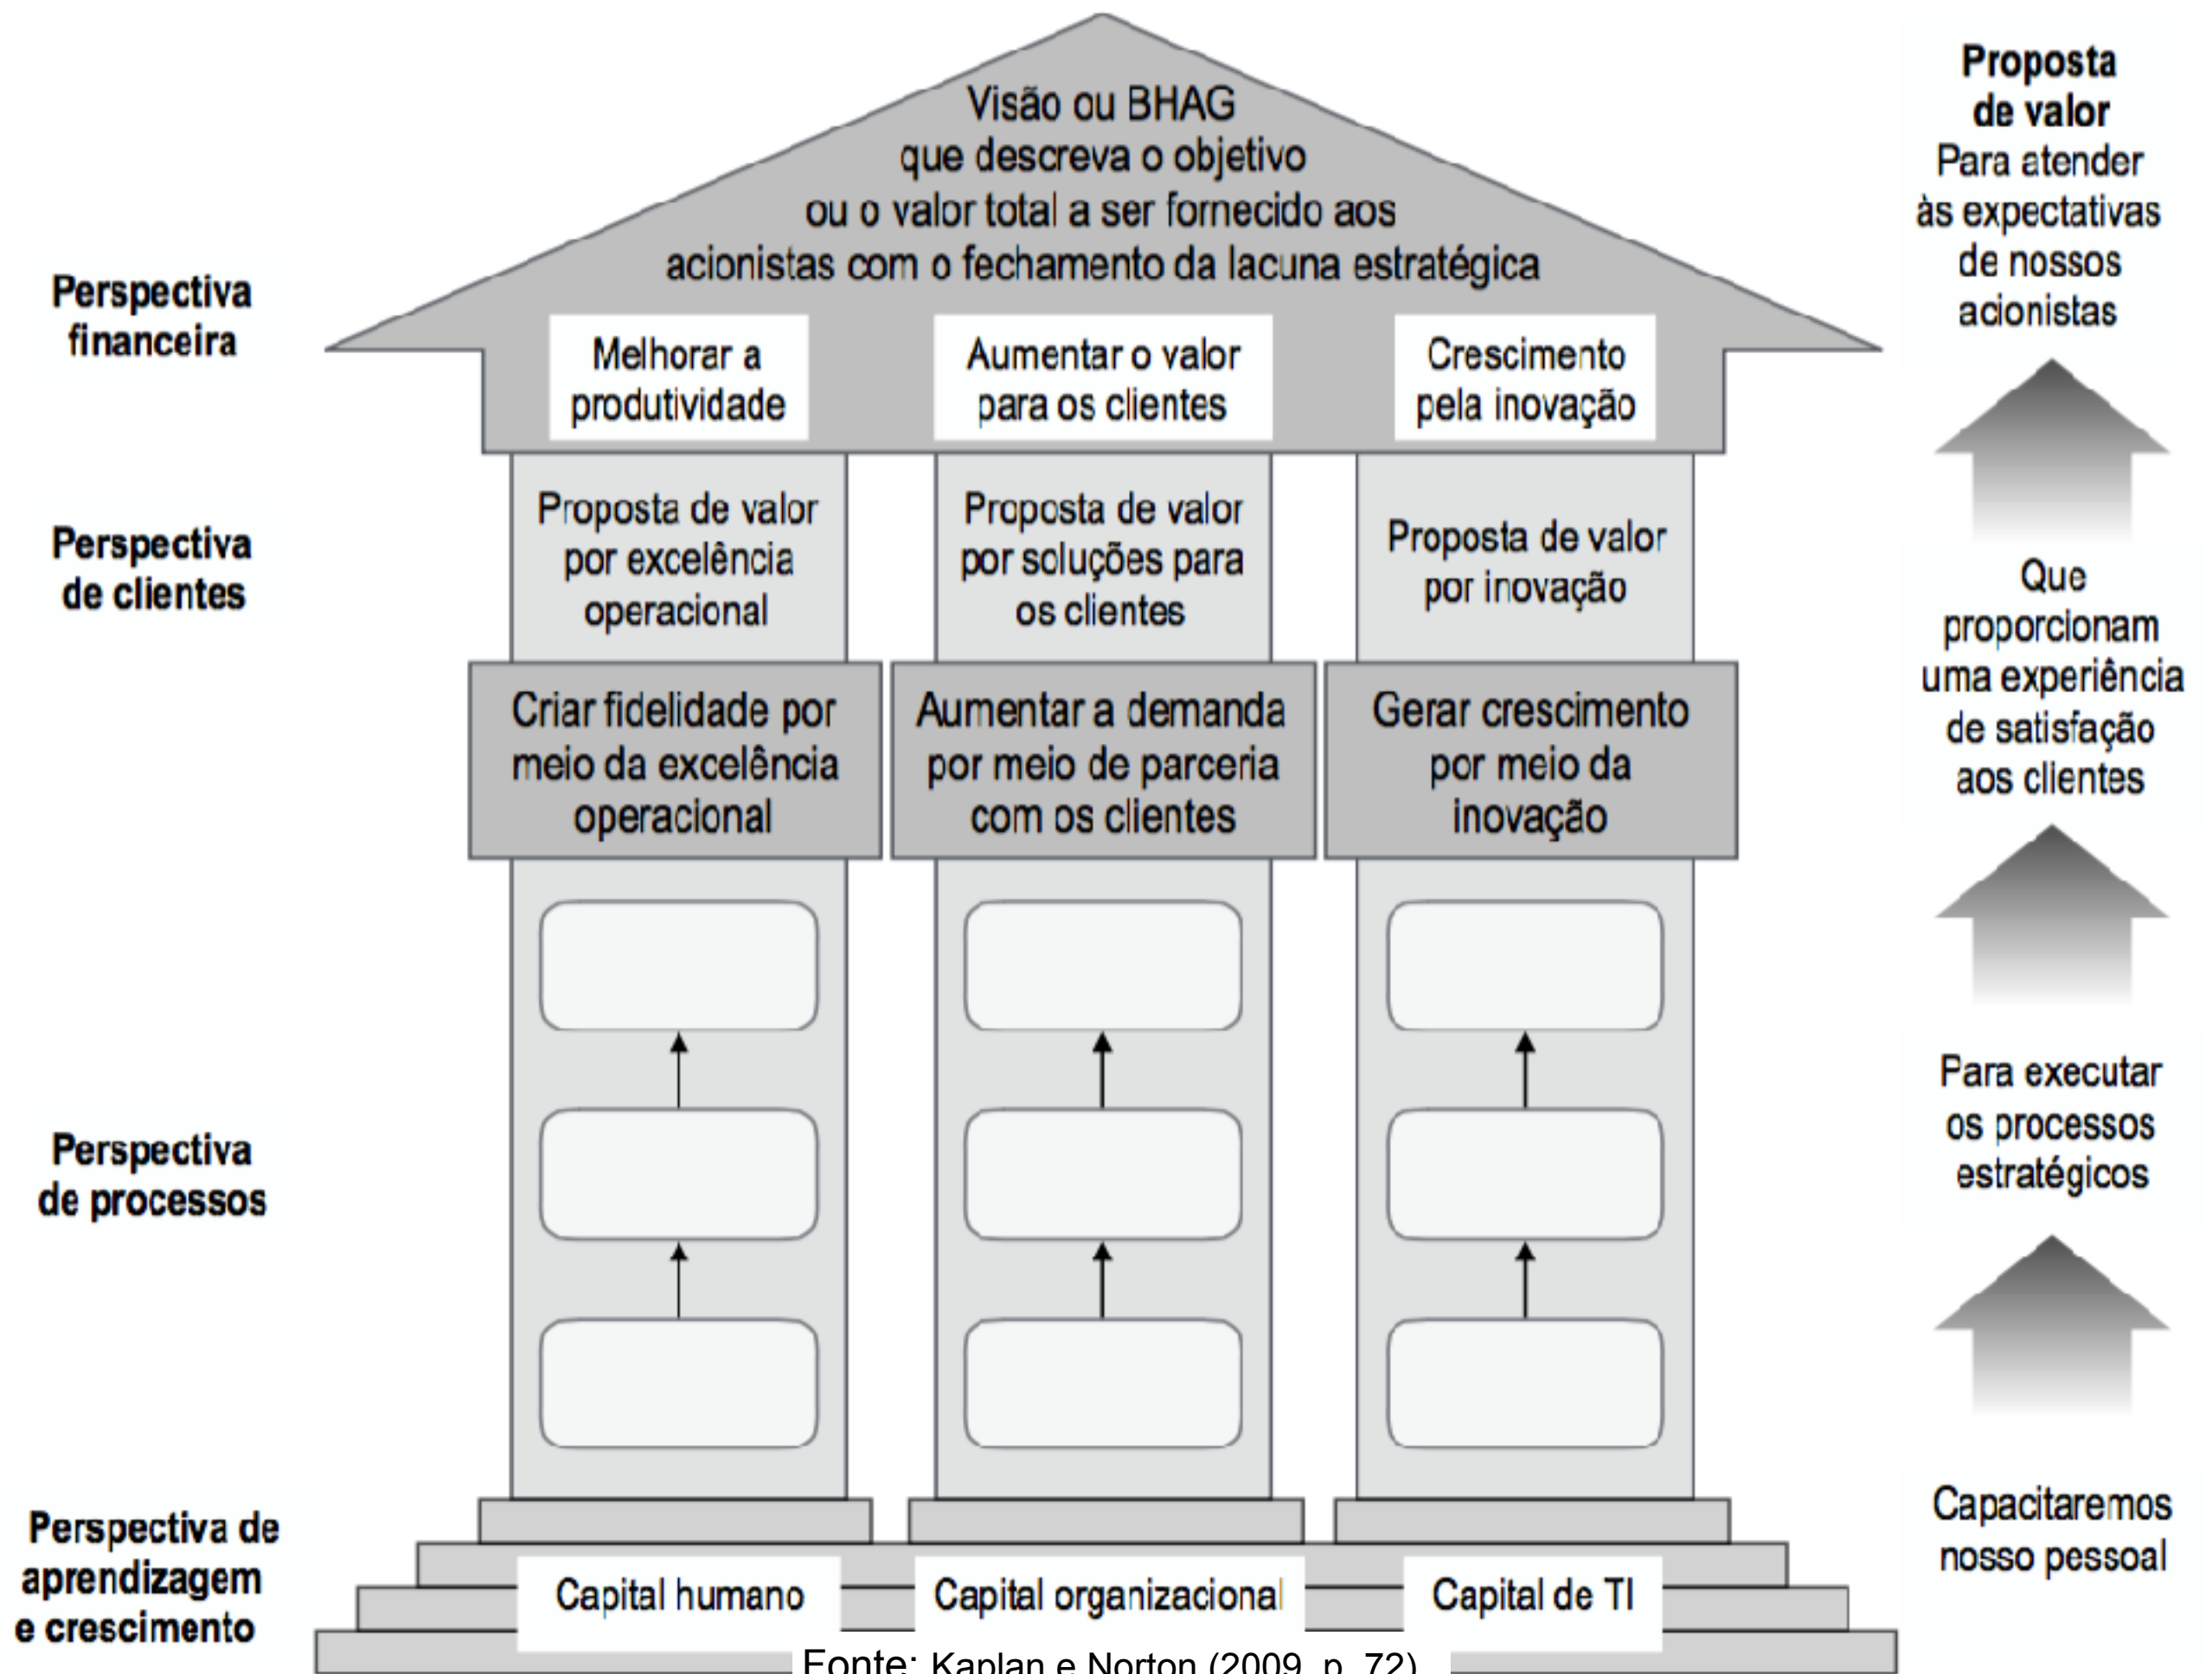 Visão ou BHAG
que descreva o objetivo
ou o valor total a ser fornecido aos
acionistas com o fechamento da lacuna estratégica
Perspectiva
financeira
Melhorar a
produtividade
Aumentar o valor
para os clientes
Crescimento
pela inovação
Proposta
de valor
Para atender
às expectativas
de nossos
acionistas
Perspectiva
de clientes
Proposta de valor
por excelência
operacional
Proposta de valor
por soluções para
os clientes
Proposta de valor
por inovação
Que
proporcionam
uma experiência
de satisfação
aos clientes
Criar fidelidade por
meio da excelência
operacional
Aumentar a demanda
por meio de parceria
com os clientes
Gerar crescimento
por meio da
inovação
Perspectiva
de processos
Para executar
os processos
estratégicos
Perspectiva de
aprendizagem
e crescimento
Capital humano
Capital organizacional
Capital de TI
Capacitaremos
nosso pessoal
Fonte: Kaplan e Norton (2009, p. 72)